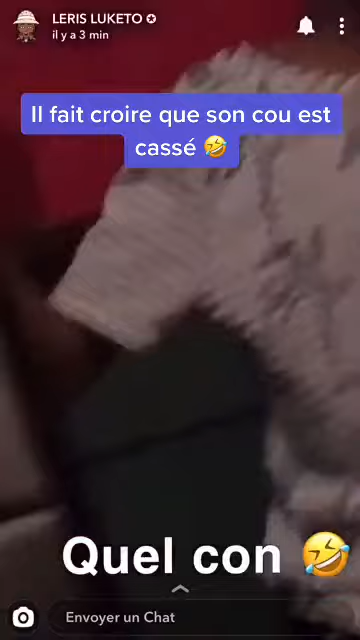 LERIS LUKETO ✪
il y a 3 min
Il fait croire que son cou est
cassé 🤣
Quel con 🤣
Envoyer un Chat